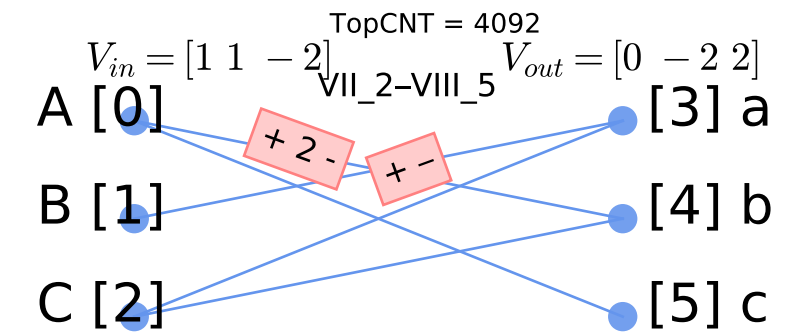 TopCNT = 4092
V_in = [1 1 − 2]
V_out = [0 − 2 2]
VII_2–VIII_5
A [0]
[3] a
+ 2 -
+ −
B [1]
[4] b
C [2]
[5] c